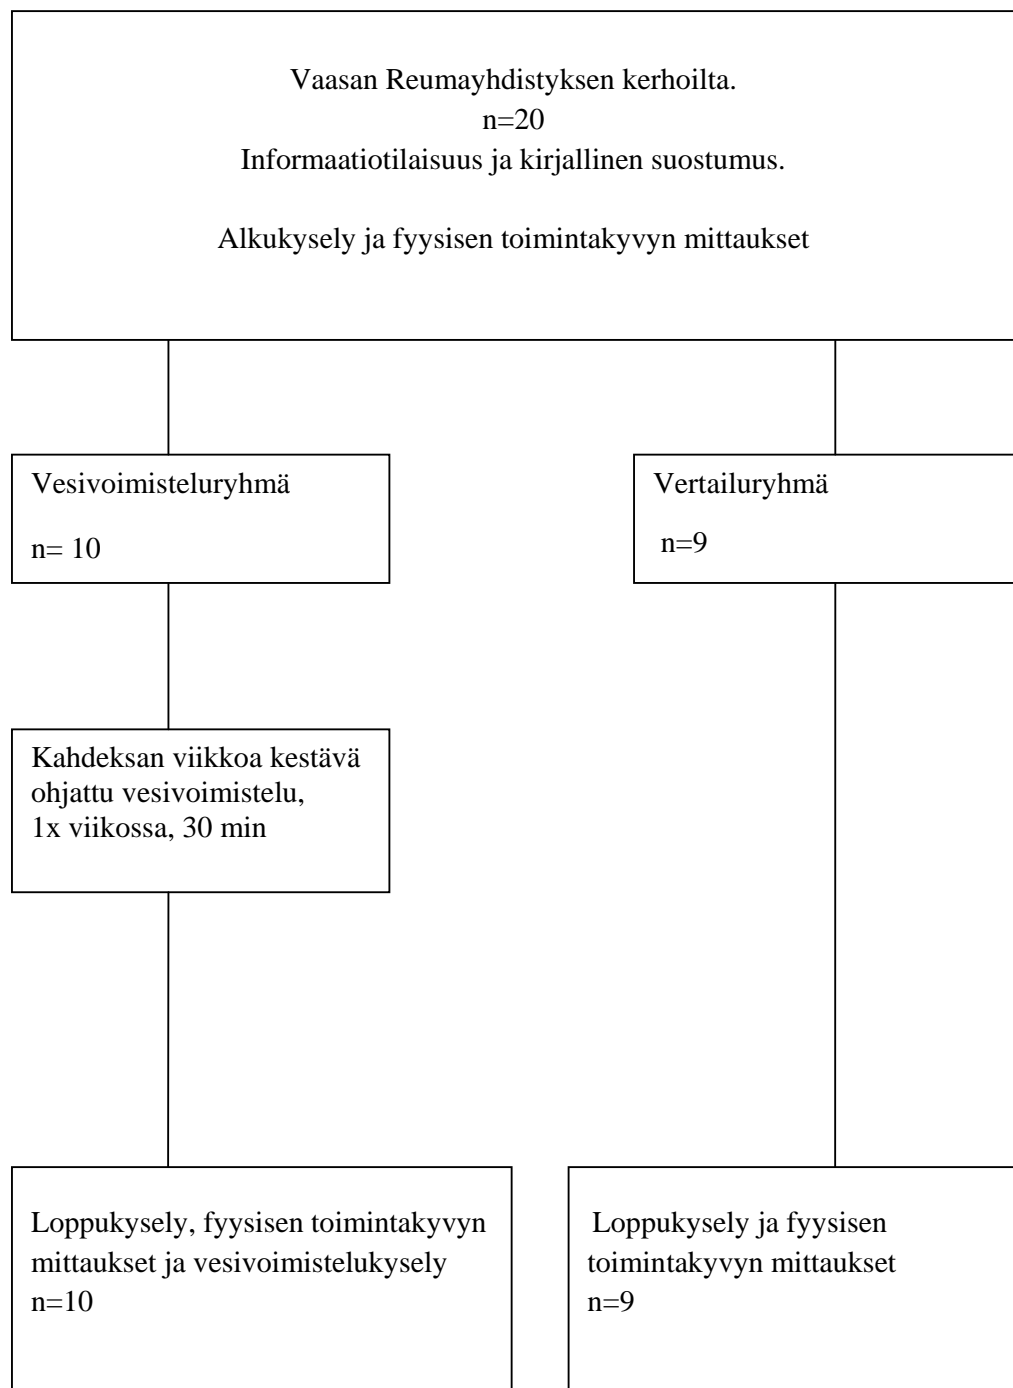 Vaasan Reumayhdistyksen kerhoilta.
n=20
Informaatiotilaisuus ja kirjallinen suostumus.
Alkukysely ja fyysisen toimintakyvyn mittaukset
Vesivoimisteluryhmä
n= 10
Vertailuryhmä
n=9
Kahdeksan viikkoa kestävä
ohjattu vesivoimistelu,
1x viikossa, 30 min
Loppukysely, fyysisen toimintakyvyn
mittaukset ja vesivoimistelukysely
n=10
Loppukysely ja fyysisen
toimintakyvyn mittaukset
n=9